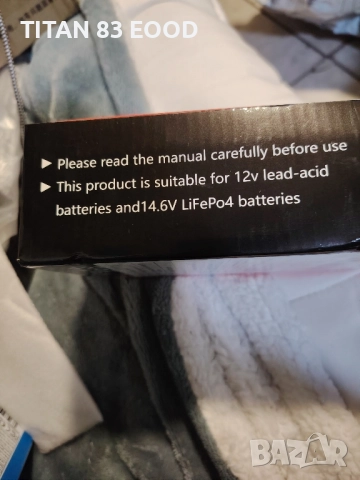 TITAN 83 EOOD
► Please read the manual carefully before use
► This product is suitable for 12v lead-acid
batteries and14.6V LiFePo4 batteries
BAZAR